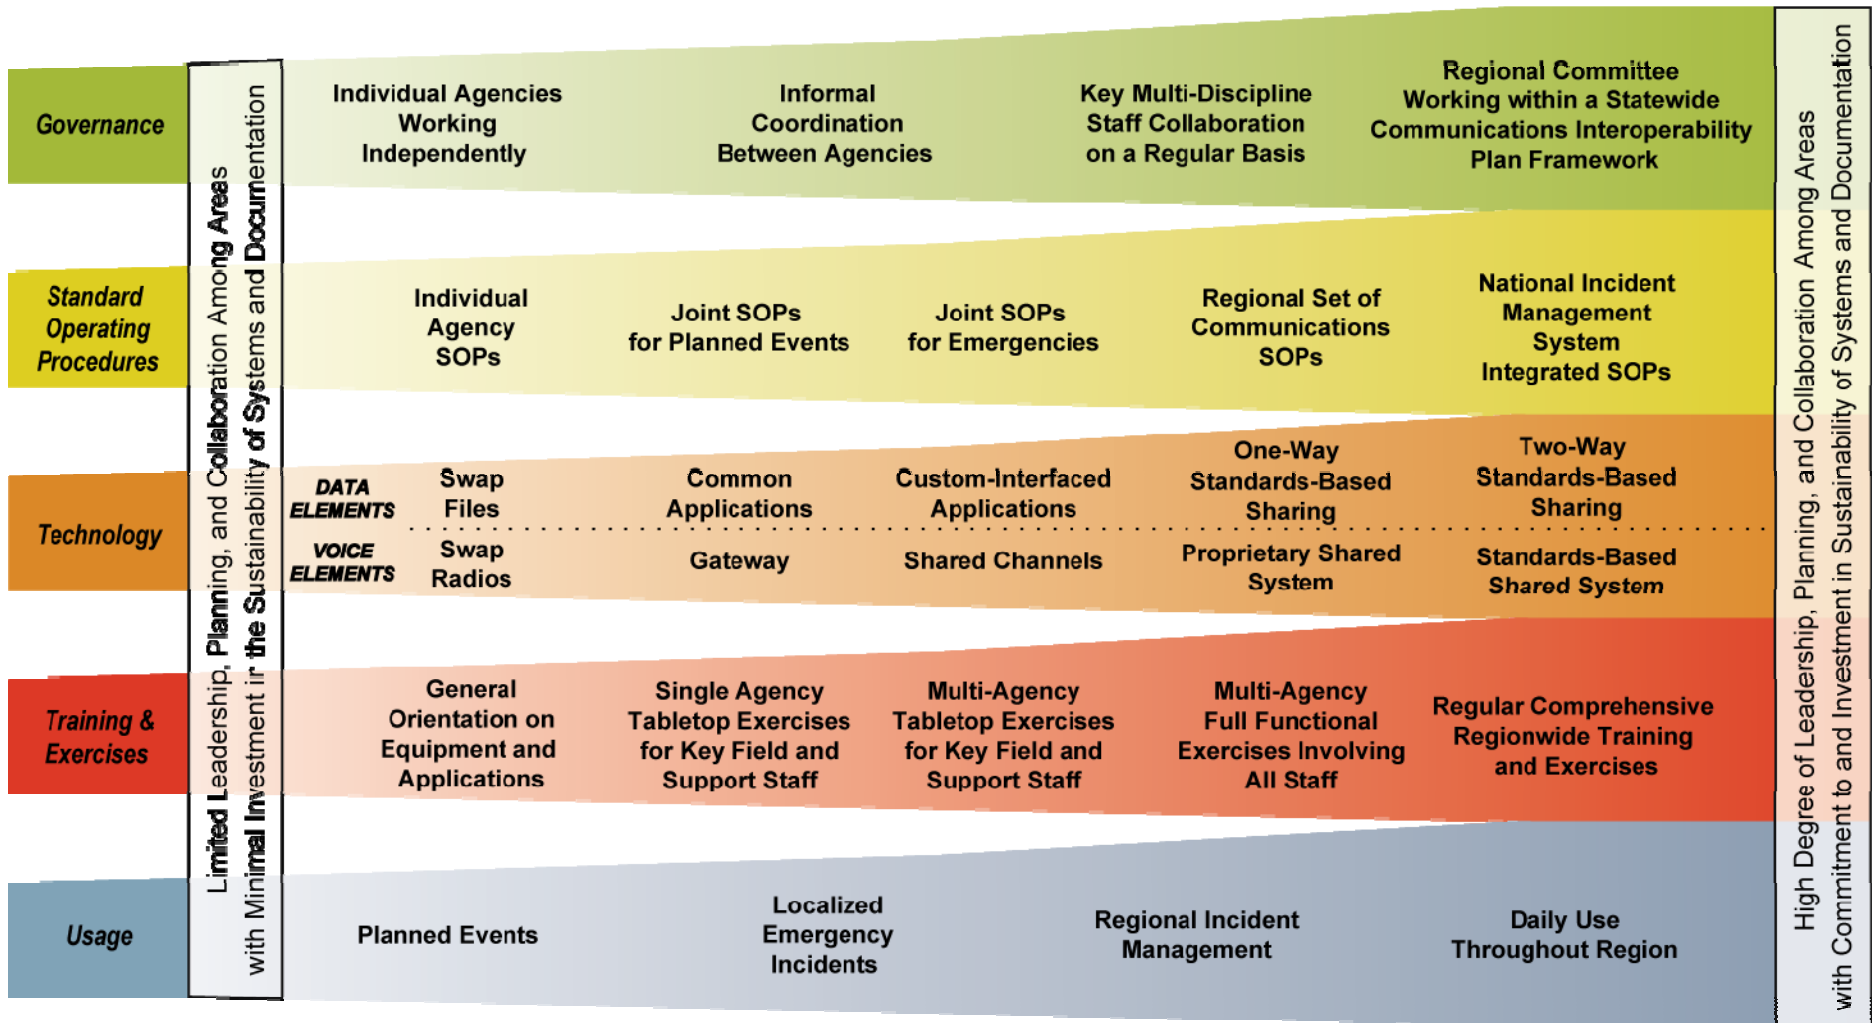 Governance
Limited Leadership, Planning, and Collaboration Among Areas
with Minimal Investment in the Sustainability of Systems and Documentation
Individual Agencies
Working
Independently
Informal
Coordination
Between Agencies
Key Multi-Discipline
Staff Collaboration
on a Regular Basis
Regional Committee
Working within a Statewide
Communications Interoperability
Plan Framework
Standard
Operating
Procedures
Individual
Agency
SOPs
Joint SOPs
for Planned Events
Joint SOPs
for Emergencies
Regional Set of
Communications
SOPs
National Incident
Management
System
Integrated SOPs
Technology
DATA
ELEMENTS
Swap
Files
Common
Applications
Custom-Interfaced
Applications
One-Way
Standards-Based
Sharing
Two-Way
Standards-Based
Sharing
VOICE
ELEMENTS
Swap
Radios
Gateway
Shared Channels
Proprietary Shared
System
Standards-Based
Shared System
Training &
Exercises
General
Orientation on
Equipment and
Applications
Single Agency
Tabletop Exercises
for Key Field and
Support Staff
Multi-Agency
Tabletop Exercises
for Key Field and
Support Staff
Multi-Agency
Full Functional
Exercises Involving
All Staff
Regular Comprehensive
Regionwide Training
and Exercises
Usage
Planned Events
Localized
Emergency
Incidents
Regional Incident
Management
Daily Use
Throughout Region
High Degree of Leadership, Planning, and Collaboration Among Areas
with Commitment to and Investment in Sustainability of Systems and Documentation